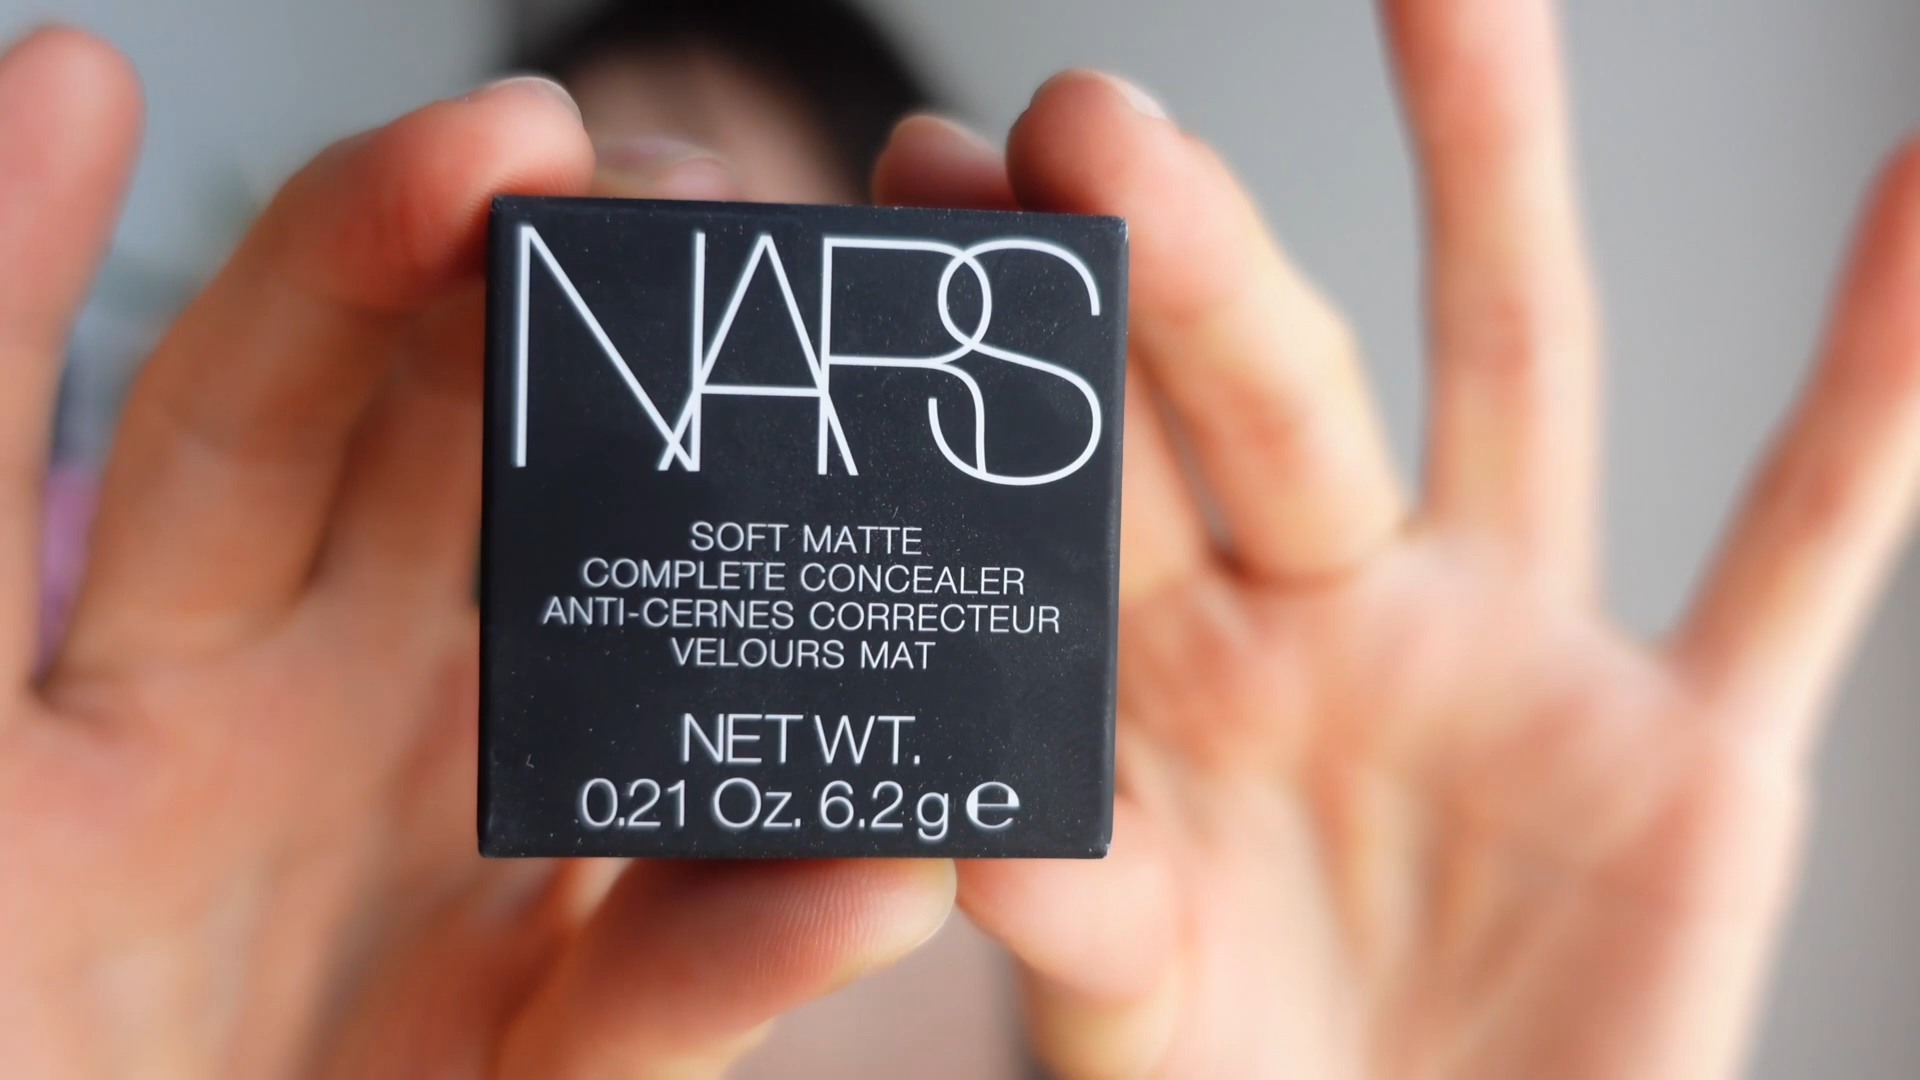 NARS
SOFT MATTE
COMPLETE CONCEALER
ANTI-CERNES CORRECTEUR
VELOURS MAT
NET WT.
0.21 Oz. 6.2 g ℮